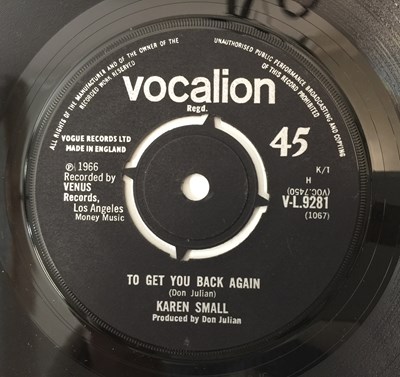 ALL RIGHTS OF THE MANUFACTURER AND OF THE OWNER OF THE RECORDED WORK RESERVED
UNAUTHORISED PUBLIC PERFORMANCE BROADCASTING AND COPYING OF THIS RECORD PROHIBITED
vocalion
Regd.
VOGUE RECORDS LTD
MADE IN ENGLAND
45
K/T
℗ 1966
Recorded by
VENUS
Records,
Los Angeles
Money Music
H
(VOC.7450)
V-L.9281
(1067)
TO GET YOU BACK AGAIN
(Don Julian)
KAREN SMALL
Produced by Don Julian